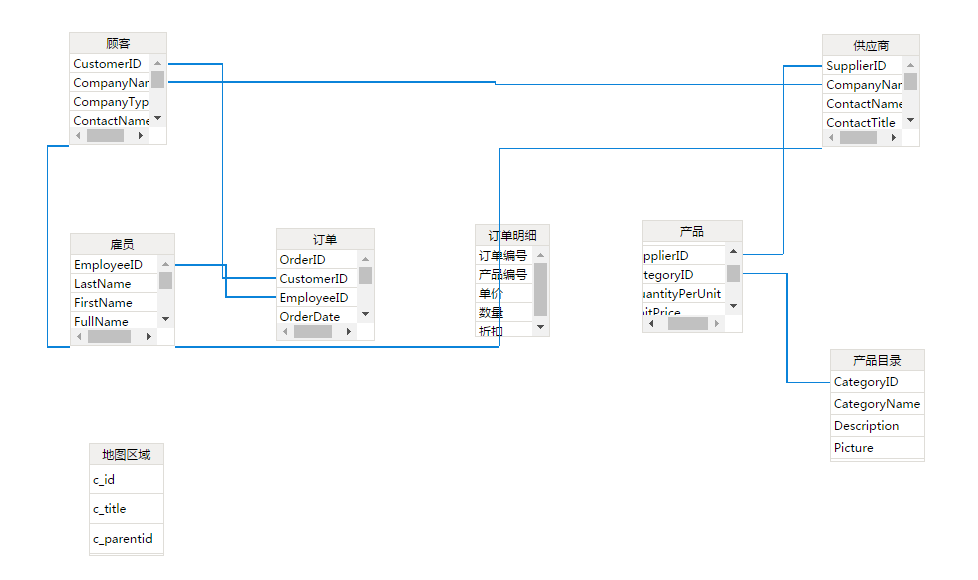 顾客
CustomerID
CompanyNar
CompanyTyp
ContactName
供应商
SupplierID
CompanyNar
ContactName
ContactTitle
雇员
EmployeeID
LastName
FirstName
FullName
订单
OrderID
CustomerID
EmployeeID
OrderDate
订单明细
订单编号
产品编号
单价
数量
折扣
产品
pplierID
tegoryID
uantityPerUnit
nitPrice
产品目录
CategoryID
CategoryName
Description
Picture
地图区域
c_id
c_title
c_parentid